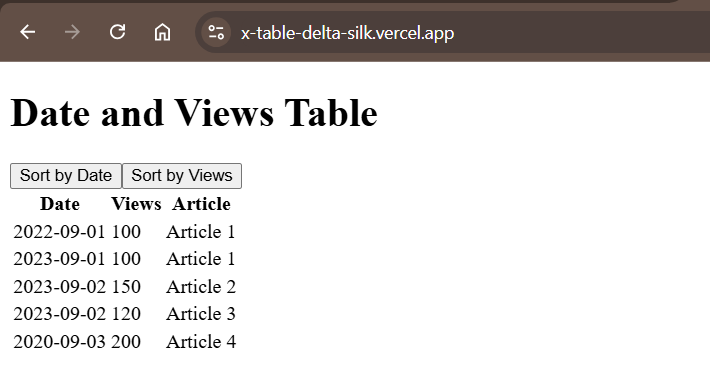 x-table-delta-silk.vercel.app
Date and Views Table
Sort by Date Sort by Views
Date Views Article
2022-09-01 100 Article 1
2023-09-01 100 Article 1
2023-09-02 150 Article 2
2023-09-02 120 Article 3
2020-09-03 200 Article 4